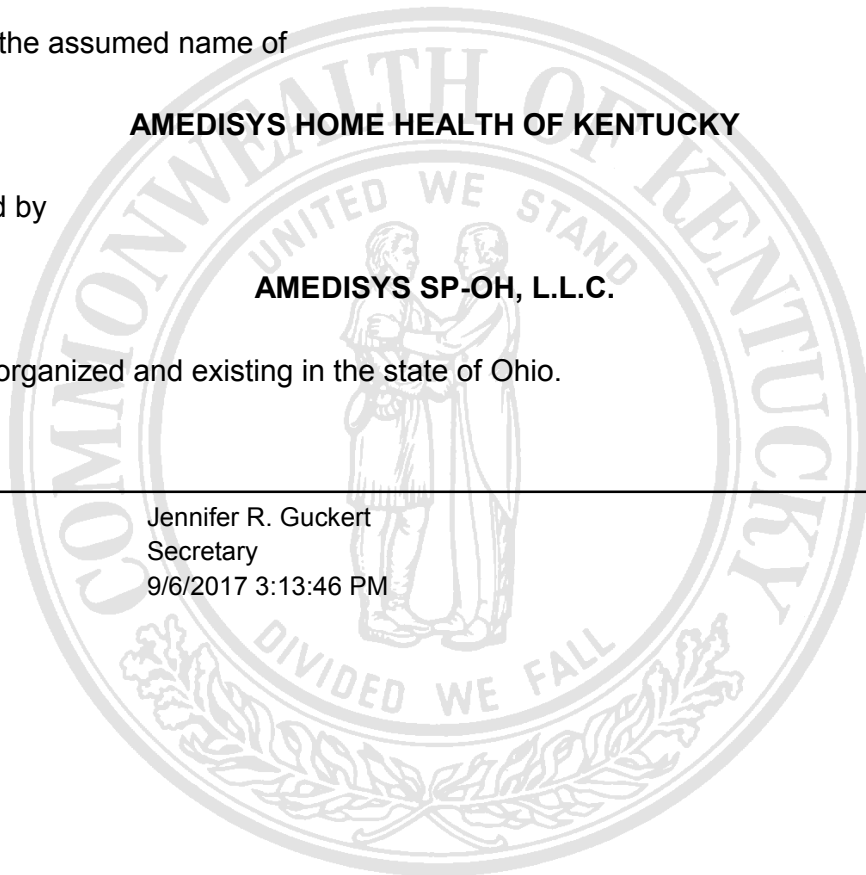 the assumed name of
AMEDISYS HOME HEALTH OF KENTUCKY
d by
AMEDISYS SP-OH, L.L.C.
organized and existing in the state of Ohio.
Jennifer R. Guckert
Secretary
9/6/2017 3:13:46 PM
COMMONWEALTH OF KENTUCKY
UNITED WE STAND
DIVIDED WE FALL